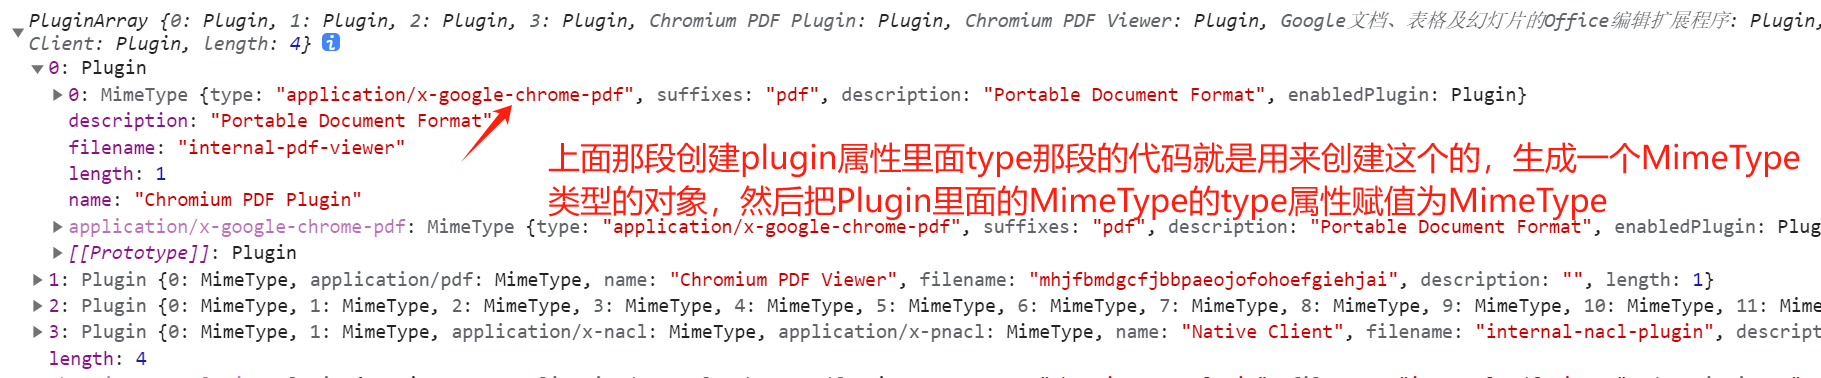 PluginArray {0: Plugin, 1: Plugin, 2: Plugin, 3: Plugin, Chromium PDF Plugin: Plugin, Chromium PDF Viewer: Plugin, Google文档、表格及幻灯片的Office编辑扩展程序: Plugin,
Client: Plugin, length: 4} i
0: Plugin
0: MimeType {type: "application/x-google-chrome-pdf", suffixes: "pdf", description: "Portable Document Format", enabledPlugin: Plugin}
description: "Portable Document Format"
filename: "internal-pdf-viewer"
上面那段创建plugin属性里面type那段的代码就是用来创建这个的，生成一个MimeType
length: 1
name: "Chromium PDF Plugin"
类型的对象，然后把Plugin里面的MimeType的type属性赋值为MimeType
application/x-google-chrome-pdf: MimeType {type: "application/x-google-chrome-pdf", suffixes: "pdf", description: "Portable Document Format", enabledPlugin: Plug
[[Prototype]]: Plugin
1: Plugin {0: MimeType, application/pdf: MimeType, name: "Chromium PDF Viewer", filename: "mhjfbmdgcfjbbpaeojofohoefgiehjai", description: "", length: 1}
2: Plugin {0: MimeType, 1: MimeType, 2: MimeType, 3: MimeType, 4: MimeType, 5: MimeType, 6: MimeType, 7: MimeType, 8: MimeType, 9: MimeType, 10: MimeType, 11: Mime
3: Plugin {0: MimeType, 1: MimeType, application/x-nacl: MimeType, application/x-pnacl: MimeType, name: "Native Client", filename: "internal-nacl-plugin", descript
length: 4